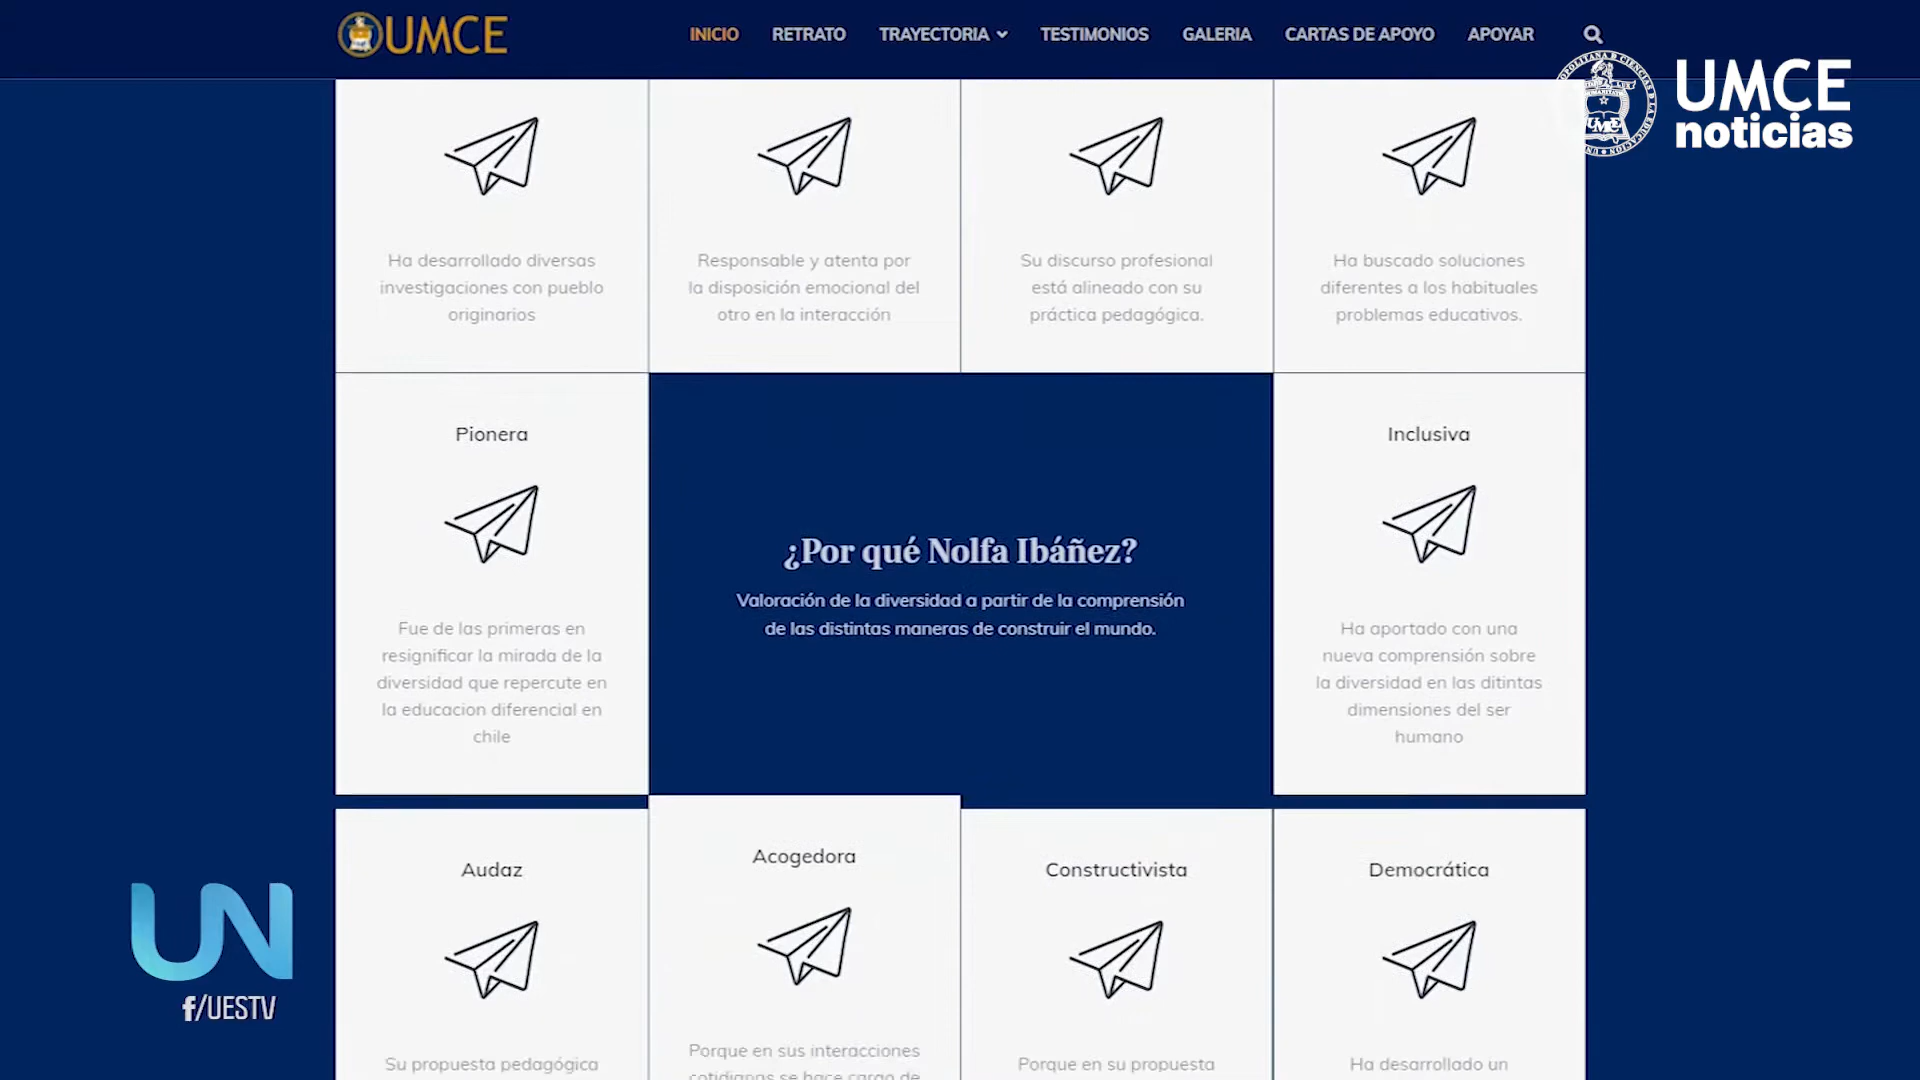 UMCE
INICIO
RETRATO
TRAYECTORIA
TESTIMONIOS
GALERIA
CARTAS DE APOYO
APOYAR
UMCE
noticias
Ha desarrollado diversas
investigaciones con pueblo
originarios
Responsable y atenta por
la disposición emocional del
otro en la interacción
Su discurso profesional
está alineado con su
práctica pedagógica.
Ha buscado soluciones
diferentes a los habituales
problemas educativos.
Pionera
Fue de las primeras en
resignificar la mirada de la
diversidad que repercute en
la educacion diferencial en
chile
¿Por qué Nolfa Ibáñez?
Valoración de la diversidad a partir de la comprensión
de las distintas maneras de construir el mundo.
Inclusiva
Ha aportado con una
nueva comprensión sobre
la diversidad en las ditintas
dimensiones del ser
humano
Audaz
Su propuesta pedagógica
Acogedora
Porque en sus interacciones
cotidianas se hace cargo de
Constructivista
Porque en su propuesta
Democrática
Ha desarrollado un
UN
f/UESTV